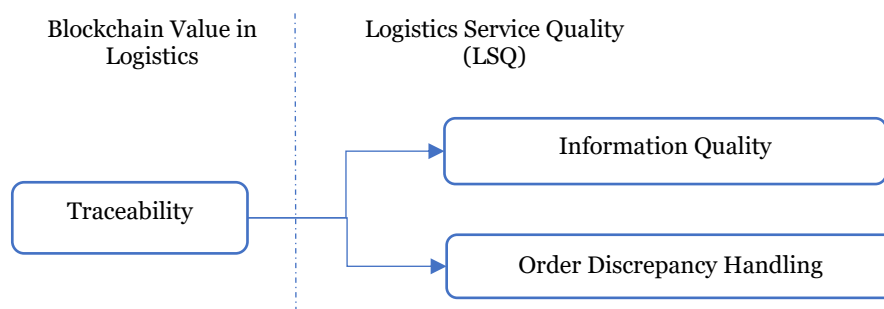 Blockchain Value in
Logistics
Logistics Service Quality
(LSQ)
Information Quality
Traceability
Order Discrepancy Handling